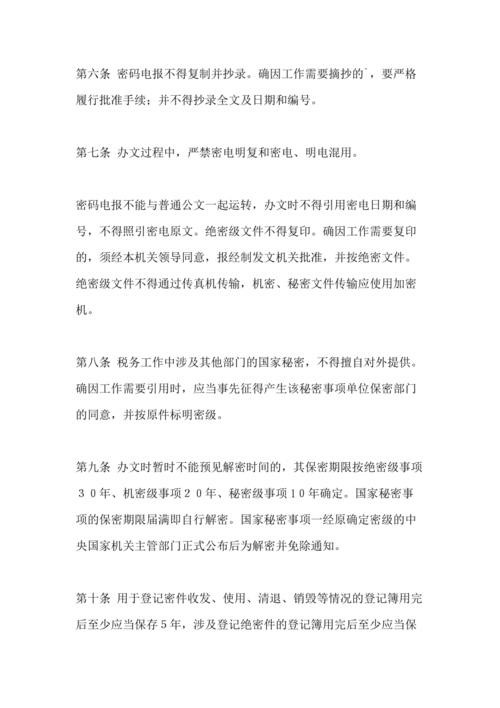 第六条 密码电报不得复制并抄录。确因工作需要摘抄的`，要严格
履行批准手续；并不得抄录全文及日期和编号。
第七条 办文过程中，严禁密电明复和密电、明电混用。
密码电报不能与普通公文一起运转，办文时不得引用密电日期和编
号，不得照引密电原文。绝密级文件不得复印。确因工作需要复印
的，须经本机关领导同意，报经制发文机关批准，并按绝密文件。
绝密级文件不得通过传真机传输，机密、秘密文件传输应使用加密
机。
第八条 税务工作中涉及其他部门的国家秘密，不得擅自对外提供。
确因工作需要引用时，应当事先征得产生该秘密事项单位保密部门
的同意，并按原件标明密级。
第九条 办文时暂时不能预见解密时间的，其保密期限按绝密级事项
３０年、机密级事项２０年、秘密级事项１０年确定。国家秘密事
项的保密期限届满即自行解密。国家秘密事项一经原确定密级的中
央国家机关主管部门正式公布后为解密并免除通知。
第十条 用于登记密件收发、使用、清退、销毁等情况的登记簿用完
后至少应当保存５年，涉及登记绝密件的登记簿用完后至少应当保